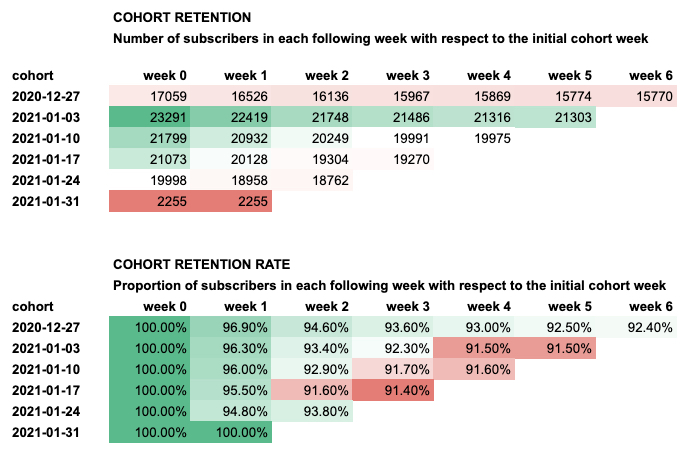 COHORT RETENTION
Number of subscribers in each following week with respect to the initial cohort week
cohort week 0 week 1 week 2 week 3 week 4 week 5 week 6
2020-12-27 17059 16526 16136 15967 15869 15774 15770
2021-01-03 23291 22419 21748 21486 21316 21303
2021-01-10 21799 20932 20249 19991 19975
2021-01-17 21073 20128 19304 19270
2021-01-24 19998 18958 18762
2021-01-31 2255 2255
COHORT RETENTION RATE
Proportion of subscribers in each following week with respect to the initial cohort week
cohort week 0 week 1 week 2 week 3 week 4 week 5 week 6
2020-12-27 100.00% 96.90% 94.60% 93.60% 93.00% 92.50% 92.40%
2021-01-03 100.00% 96.30% 93.40% 92.30% 91.50% 91.50%
2021-01-10 100.00% 96.00% 92.90% 91.70% 91.60%
2021-01-17 100.00% 95.50% 91.60% 91.40%
2021-01-24 100.00% 94.80% 93.80%
2021-01-31 100.00% 100.00%